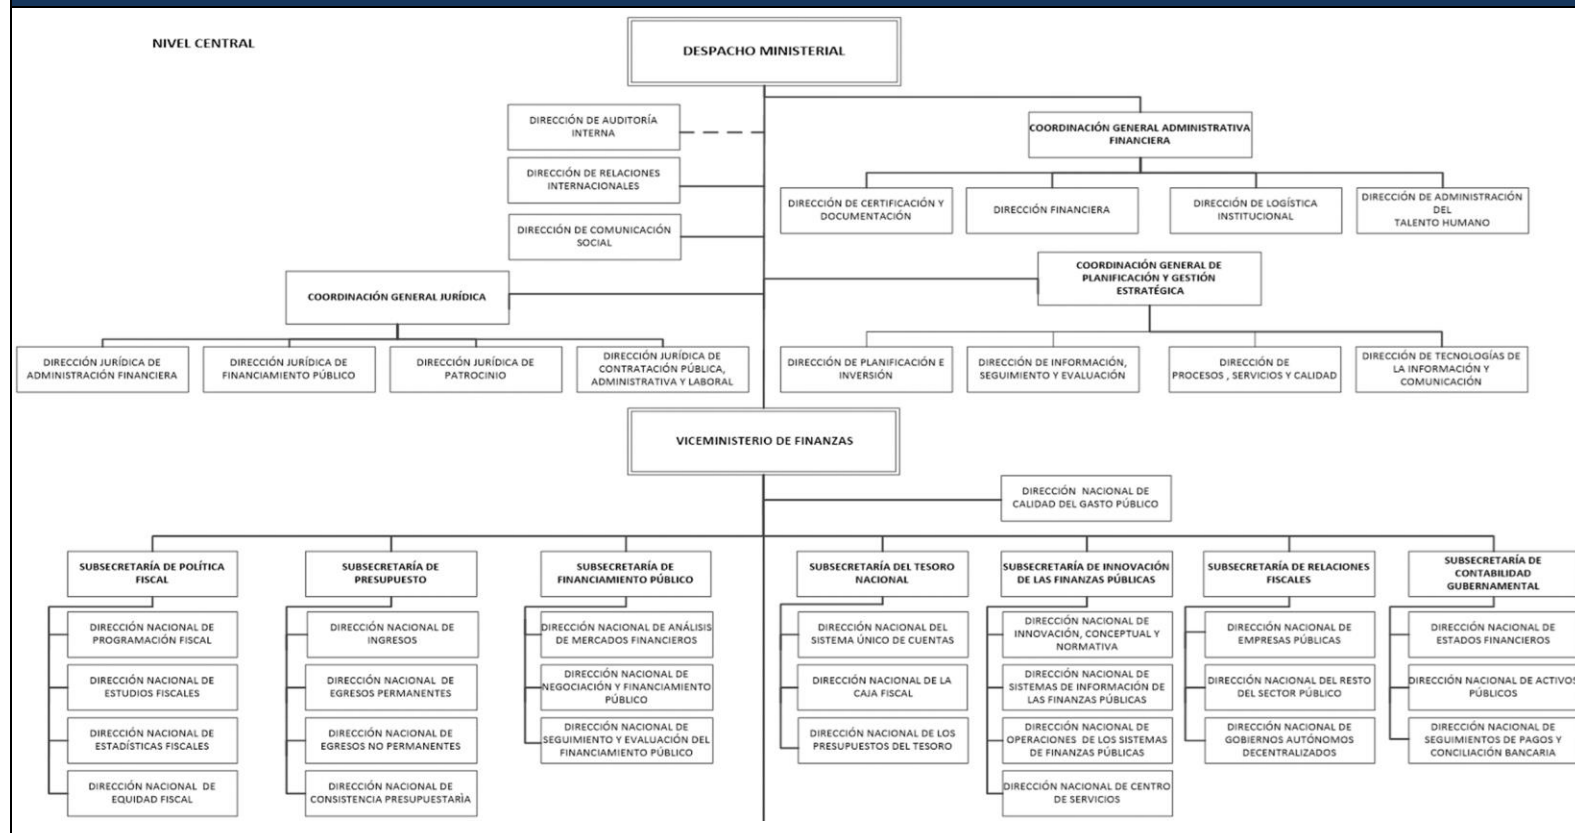 NIVEL CENTRAL
DESPACHO MINISTERIAL
DIRECCIÓN DE AUDITORÍA
INTERNA
DIRECCIÓN DE RELACIONES
INTERNACIONALES
DIRECCIÓN DE COMUNICACIÓN
SOCIAL
COORDINACIÓN GENERAL ADMINISTRATIVA
FINANCIERA
DIRECCIÓN DE CERTIFICACIÓN Y
DOCUMENTACIÓN
DIRECCIÓN FINANCIERA
DIRECCIÓN DE LOGÍSTICA
INSTITUCIONAL
DIRECCIÓN DE ADMINISTRACIÓN
DEL
TALENTO HUMANO
COORDINACIÓN GENERAL JURÍDICA
DIRECCIÓN JURÍDICA DE
ADMINISTRACIÓN FINANCIERA
DIRECCIÓN JURÍDICA DE
FINANCIAMIENTO PÚBLICO
DIRECCIÓN JURÍDICA DE
PATROCINIO
DIRECCIÓN JURÍDICA DE
CONTRATACIÓN PÚBLICA,
ADMINISTRATIVA Y LABORAL
COORDINACIÓN GENERAL DE
PLANIFICACIÓN Y GESTIÓN
ESTRATÉGICA
DIRECCIÓN DE PLANIFICACIÓN E
INVERSIÓN
DIRECCIÓN DE INFORMACIÓN,
SEGUIMIENTO Y EVALUACIÓN
DIRECCIÓN DE
PROCESOS , SERVICIOS Y CALIDAD
DIRECCIÓN DE TECNOLOGÍAS DE
LA INFORMACIÓN Y
COMUNICACIÓN
VICEMINISTERIO DE FINANZAS
DIRECCIÓN NACIONAL DE
CALIDAD DEL GASTO PÚBLICO
SUBSECRETARÍA DE POLÍTICA
FISCAL
DIRECCIÓN NACIONAL DE
PROGRAMACIÓN FISCAL
DIRECCIÓN NACIONAL DE
ESTUDIOS FISCALES
DIRECCIÓN NACIONAL DE
ESTADÍSTICAS FISCALES
DIRECCIÓN NACIONAL DE
EQUIDAD FISCAL
SUBSECRETARÍA DE
PRESUPUESTO
DIRECCIÓN NACIONAL DE
INGRESOS
DIRECCIÓN NACIONAL DE
EGRESOS PERMANENTES
DIRECCIÓN NACIONAL DE
EGRESOS NO PERMANENTES
DIRECCIÓN NACIONAL DE
CONSISTENCIA PRESUPUESTARÌA
SUBSECRETARÍA DE
FINANCIAMIENTO PÚBLICO
DIRECCIÓN NACIONAL DE ANÁLISIS
DE MERCADOS FINANCIEROS
DIRECCIÓN NACIONAL DE
NEGOCIACIÓN Y FINANCIAMIENTO
PÚBLICO
DIRECCIÓN NACIONAL DE
SEGUIMIENTO Y EVALUACIÓN DEL
FINANCIAMIENTO PÚBLICO
SUBSECRETARÍA DEL TESORO
NACIONAL
DIRECCIÓN NACIONAL DEL
SISTEMA ÚNICO DE CUENTAS
DIRECCIÓN NACIONAL DE LA
CAJA FISCAL
DIRECCIÓN NACIONAL DE LOS
PRESUPUESTOS DEL TESORO
SUBSECRETARÍA DE INNOVACIÓN
DE LAS FINANZAS PÚBLICAS
DIRECCIÓN NACIONAL DE
INNOVACIÓN, CONCEPTUAL Y
NORMATIVA
DIRECCIÓN NACIONAL DE
SISTEMAS DE INFORMACIÓN DE
LAS FINANZAS PÚBLICAS
DIRECCIÓN NACIONAL DE
OPERACIONES DE LOS SISTEMAS
DE FINANZAS PÚBLICAS
DIRECCIÓN NACIONAL DE CENTRO
DE SERVICIOS
SUBSECRETARÍA DE RELACIONES
FISCALES
DIRECCIÓN NACIONAL DE
EMPRESAS PÚBLICAS
DIRECCIÓN NACIONAL DEL RESTO
DEL SECTOR PÚBLICO
DIRECCIÓN NACIONAL DE
GOBIERNOS AUTÓNOMOS
DECENTRALIZADOS
SUBSECRETARÍA DE
CONTABILIDAD
GUBERNAMENTAL
DIRECCIÓN NACIONAL DE
ESTADOS FINANCIEROS
DIRECCIÓN NACIONAL DE ACTIVOS
PÚBLICOS
DIRECCIÓN NACIONAL DE
SEGUIMIENTOS DE PAGOS Y
CONCILIACIÓN BANCARIA